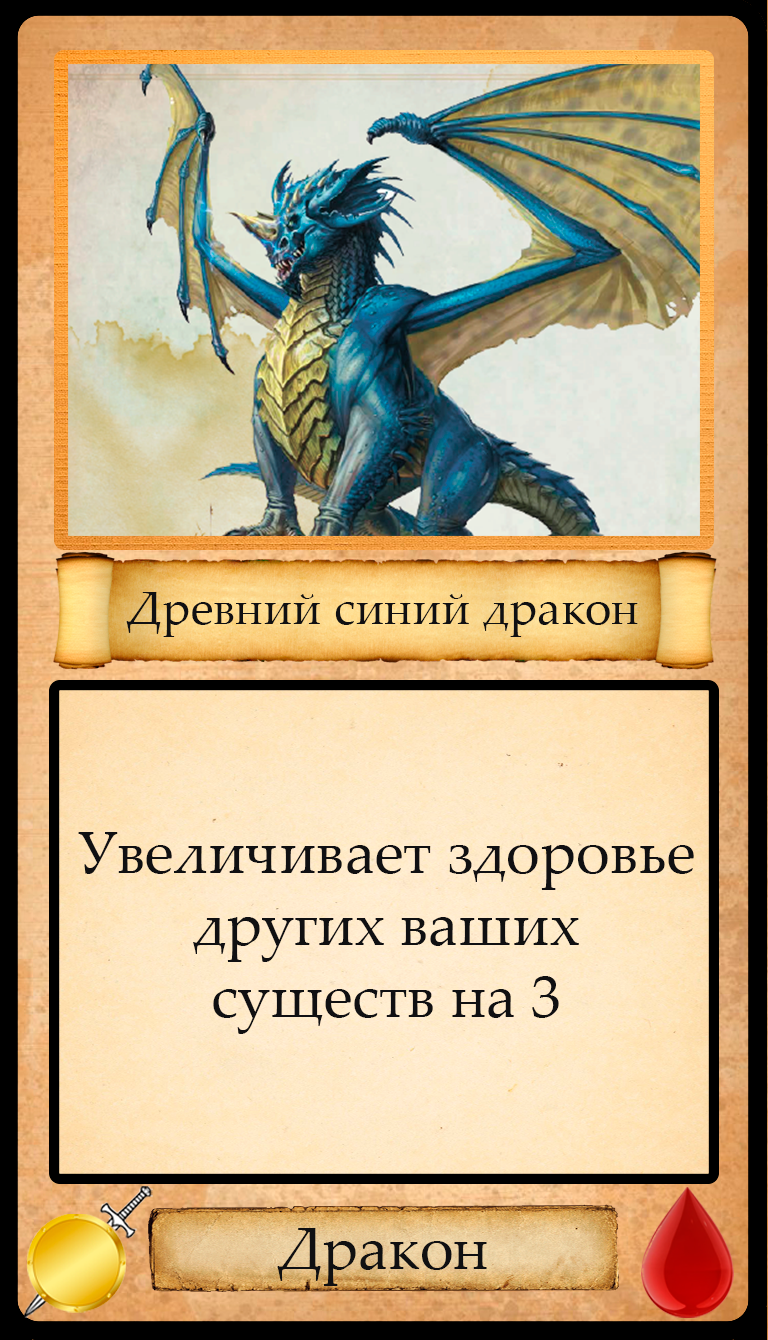 Древний синий дракон
Увеличивает здоровье
других ваших
существ на 3
Дракон